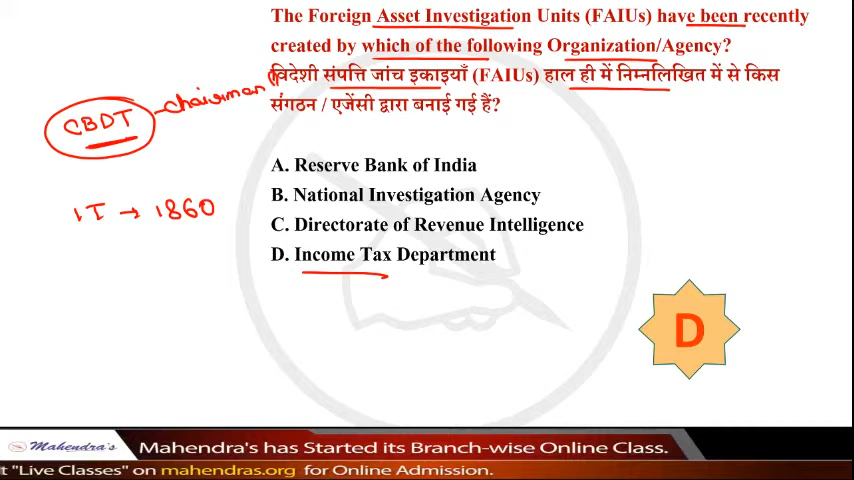 The Foreign Asset Investigation Units (FAIUs) have been recently
created by which of the following Organization/Agency?
विदेशी संपत्ति जांच इकाइयाँ (FAIUs) हाल ही में निम्नलिखित में से किस
संगठन / एजेंसी द्वारा बनाई गई हैं?
CBDT - chairman
IT → 1860
A. Reserve Bank of India
B. National Investigation Agency
C. Directorate of Revenue Intelligence
D. Income Tax Department
D
Mahendra's
Mahendra's has Started its Branch-wise Online Class.
t "Live Classes" on mahendras.org for Online Admission.